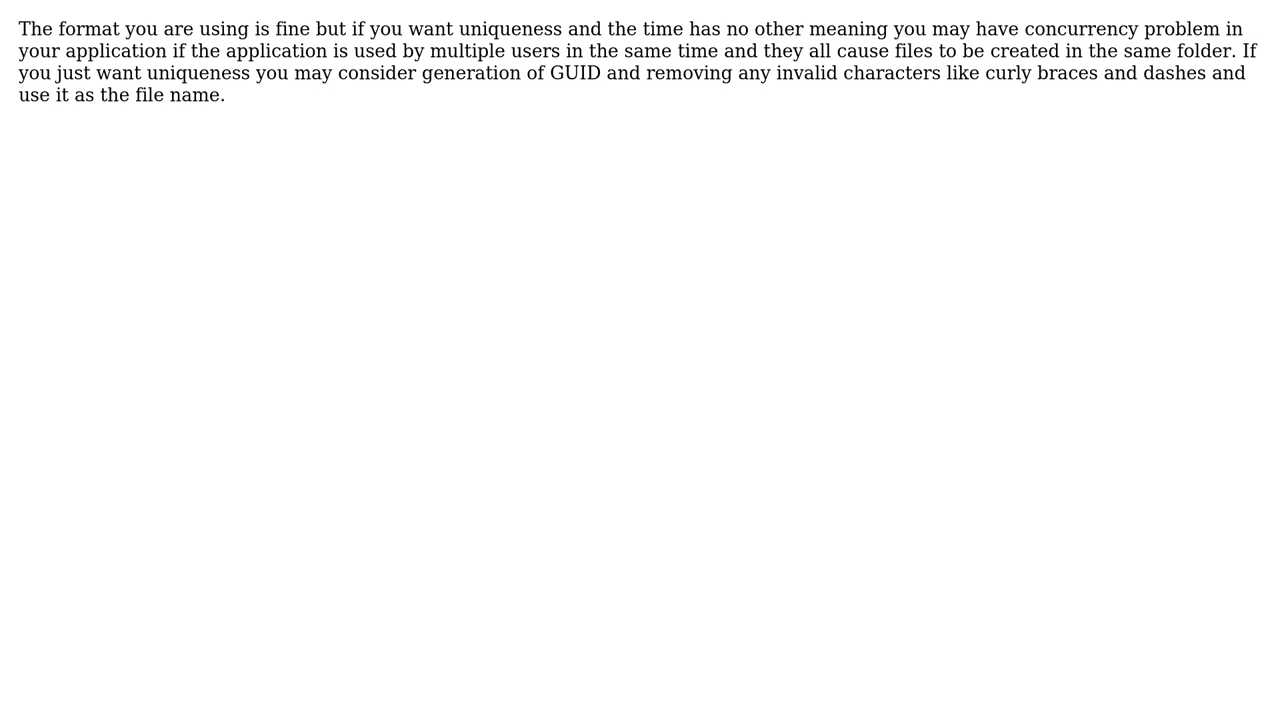 The format you are using is fine but if you want uniqueness and the time has no other meaning you may have concurrency problem in
your application if the application is used by multiple users in the same time and they all cause files to be created in the same folder. If
you just want uniqueness you may consider generation of GUID and removing any invalid characters like curly braces and dashes and
use it as the file name.